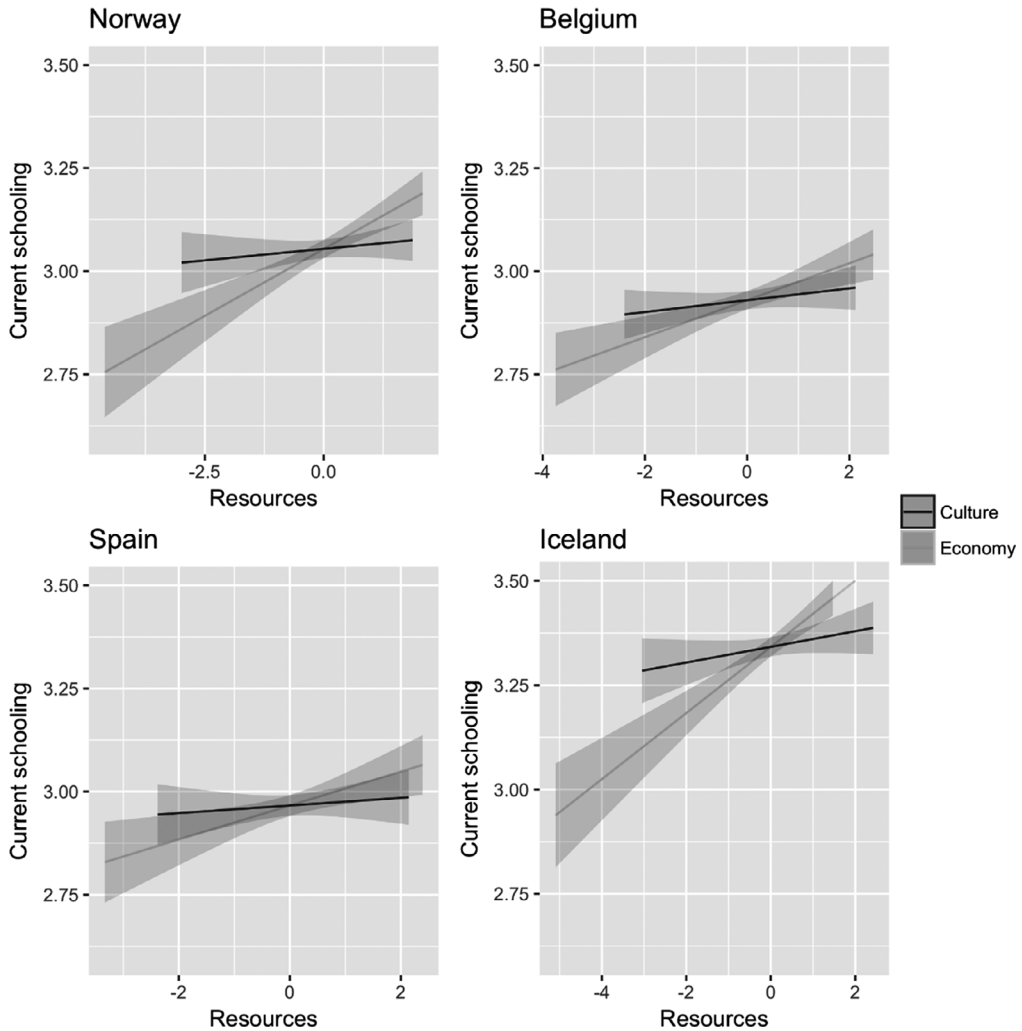 Norway
3.50
3.25
3.00
2.75
Current schooling
-2.5 0.0
Resources
Belgium
3.50
3.25
3.00
2.75
Current schooling
-4 -2 0 2
Resources
Spain
3.50
3.25
3.00
2.75
Current schooling
-2 0 2
Resources
Iceland
3.50
3.25
3.00
2.75
Current schooling
-4 -2 0 2
Resources
Culture
Economy